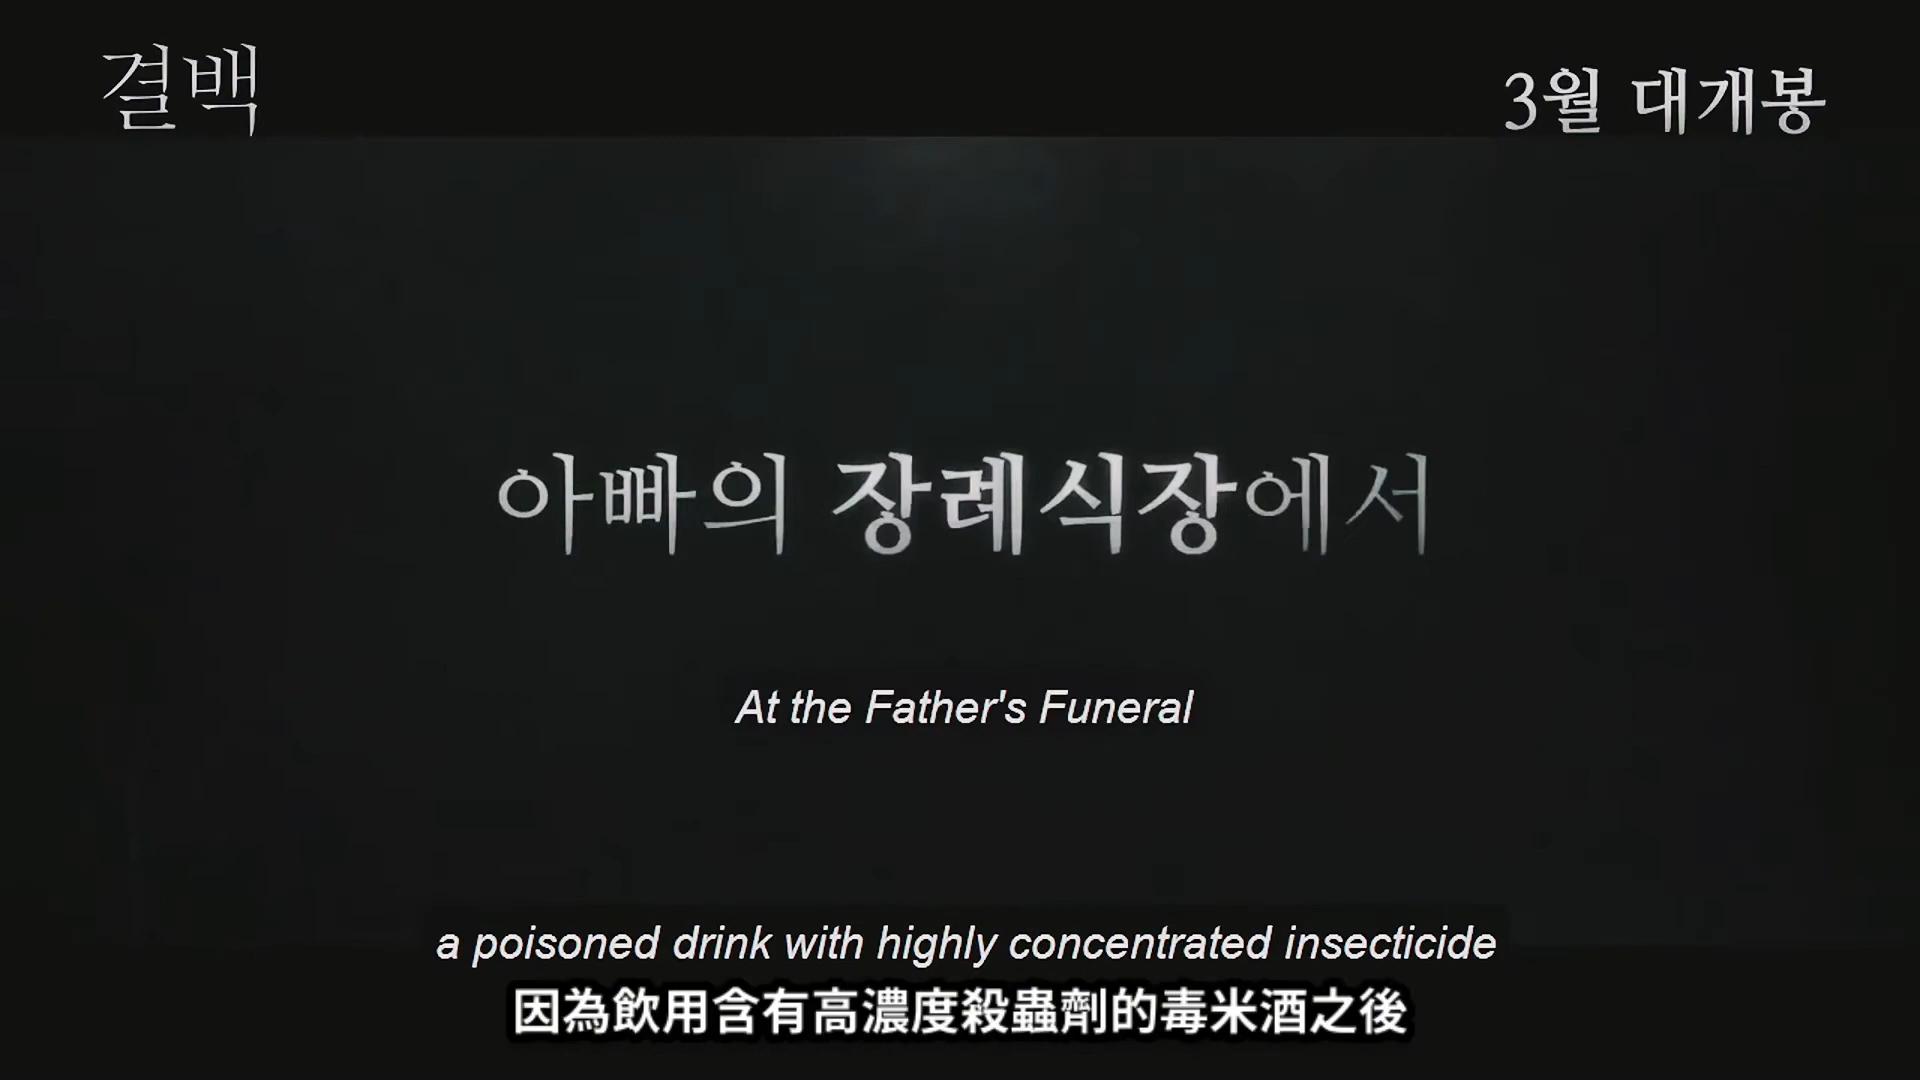 결백
3월 대개봉
아빠의 장례식장에서
At the Father's Funeral
a poisoned drink with highly concentrated insecticide
因為飲用含有高濃度殺蟲劑的毒米酒之後